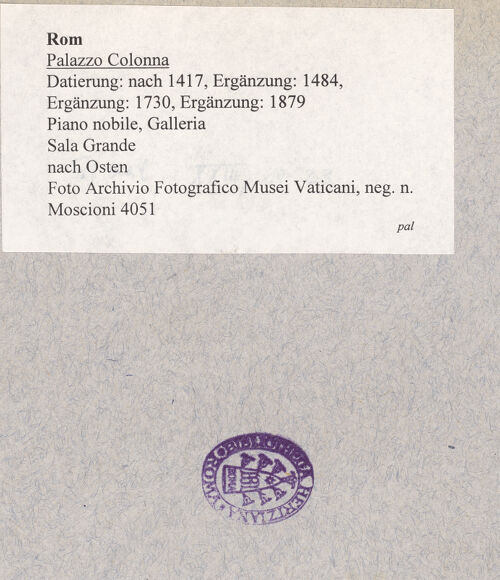 Rom
Palazzo Colonna
Datierung: nach 1417, Ergänzung: 1484,
Ergänzung: 1730, Ergänzung: 1879
Piano nobile, Galleria
Sala Grande
nach Osten
Foto Archivio Fotografico Musei Vaticani, neg. n.
Moscioni 4051
pal